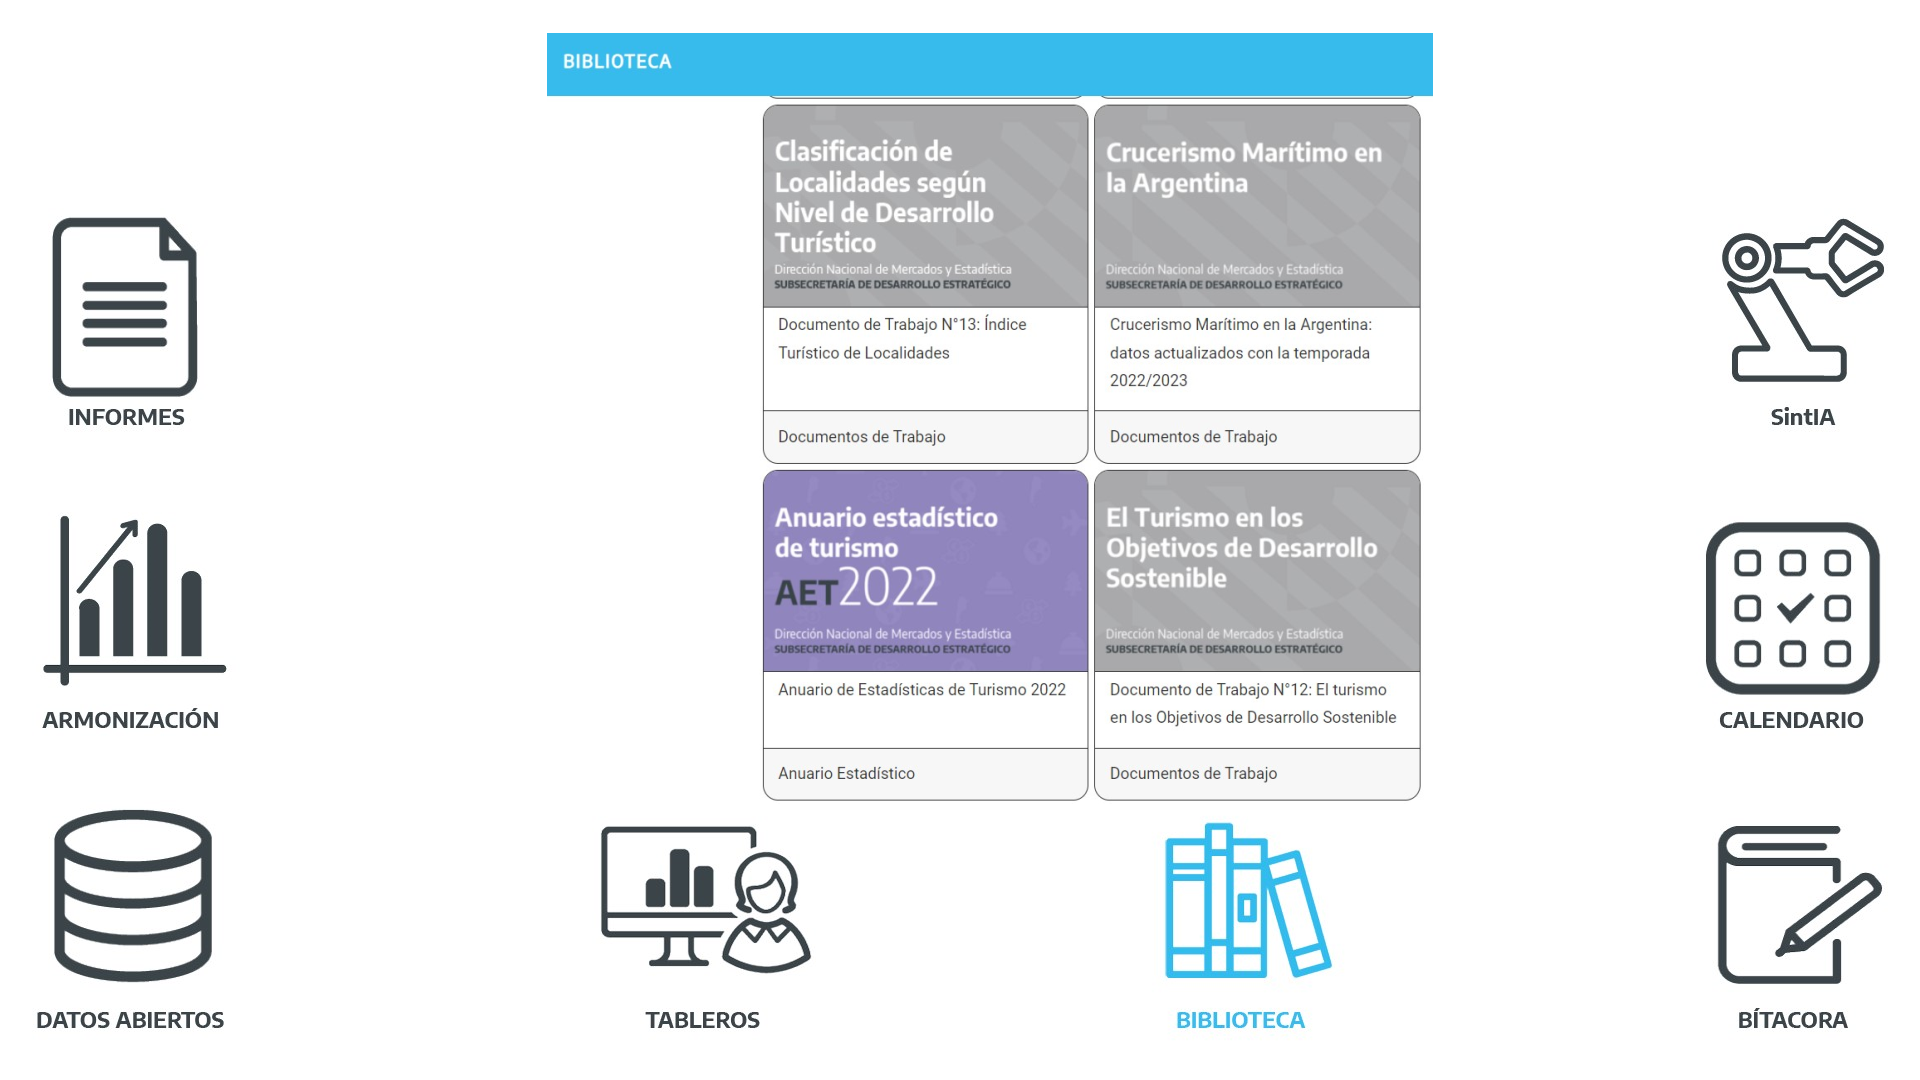 BIBLIOTECA
Clasificación de
Localidades según
Nivel de Desarrollo
Turístico
Dirección Nacional de Mercados y Estadística
SUBSECRETARÍA DE DESARROLLO ESTRATÉGICO
Documento de Trabajo N°13: Índice
Turístico de Localidades
Documentos de Trabajo
Crucerismo Marítimo en
la Argentina
Dirección Nacional de Mercados y Estadística
SUBSECRETARÍA DE DESARROLLO ESTRATÉGICO
Crucerismo Marítimo en la Argentina:
datos actualizados con la temporada
2022/2023
Documentos de Trabajo
Anuario estadístico
de turismo
AET2022
Dirección Nacional de Mercados y Estadística
SUBSECRETARÍA DE DESARROLLO ESTRATÉGICO
Anuario de Estadísticas de Turismo 2022
Anuario Estadístico
El Turismo en los
Objetivos de Desarrollo
Sostenible
Dirección Nacional de Mercados y Estadística
SUBSECRETARÍA DE DESARROLLO ESTRATÉGICO
Documento de Trabajo N°12: El turismo
en los Objetivos de Desarrollo Sostenible
Documentos de Trabajo
INFORMES
SintIA
ARMONIZACIÓN
CALENDARIO
DATOS ABIERTOS
TABLEROS
BIBLIOTECA
BÍTACORA